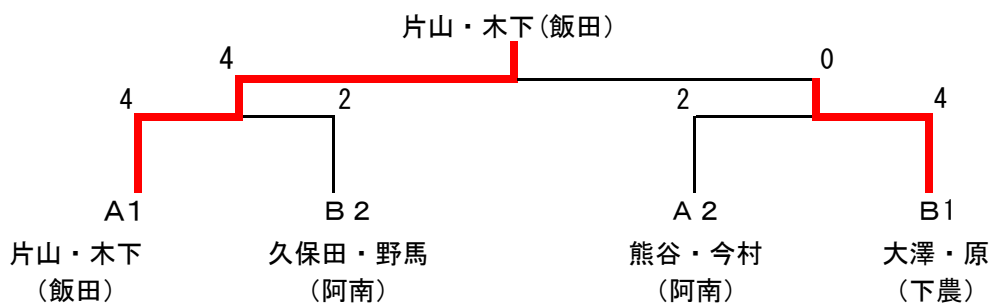 片山・木下(飯田)
4 0
4 2 2 4
A1 B2 A2 B1
片山・木下 久保田・野馬 熊谷・今村 大澤・原
(飯田) (阿南) (阿南) (下農)